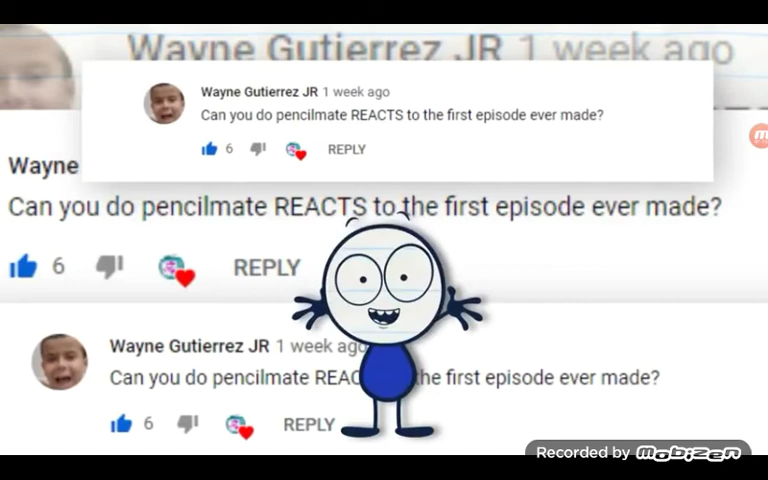 Wayne Gutierrez JR 1 week ago
Wayne Gutierrez JR 1 week ago
Can you do pencilmate REACTS to the first episode ever made?
6 REPLY
Wayne
Can you do pencilmate REACTS to the first episode ever made?
6 REPLY
Wayne Gutierrez JR 1 week ago
Can you do pencilmate REAC the first episode ever made?
6 REPLY
Recorded by MOBIZEN